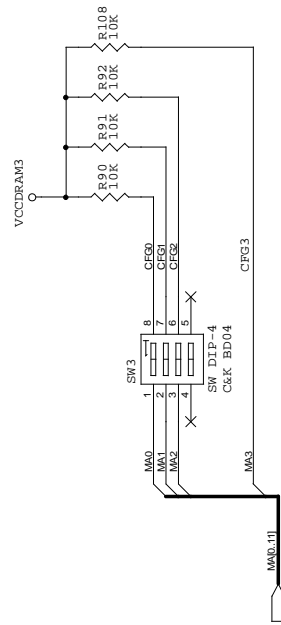 VCCDRAM3
R90
10K
R91
10K
R92
10K
R108
10K
CFG0
CFG1
CFG2
CFG3
SW3
8
7
6
5
1
2
3
4
SW DIP-4
C&K BD04
MA0
MA1
MA2
MA3
MA[0..11]